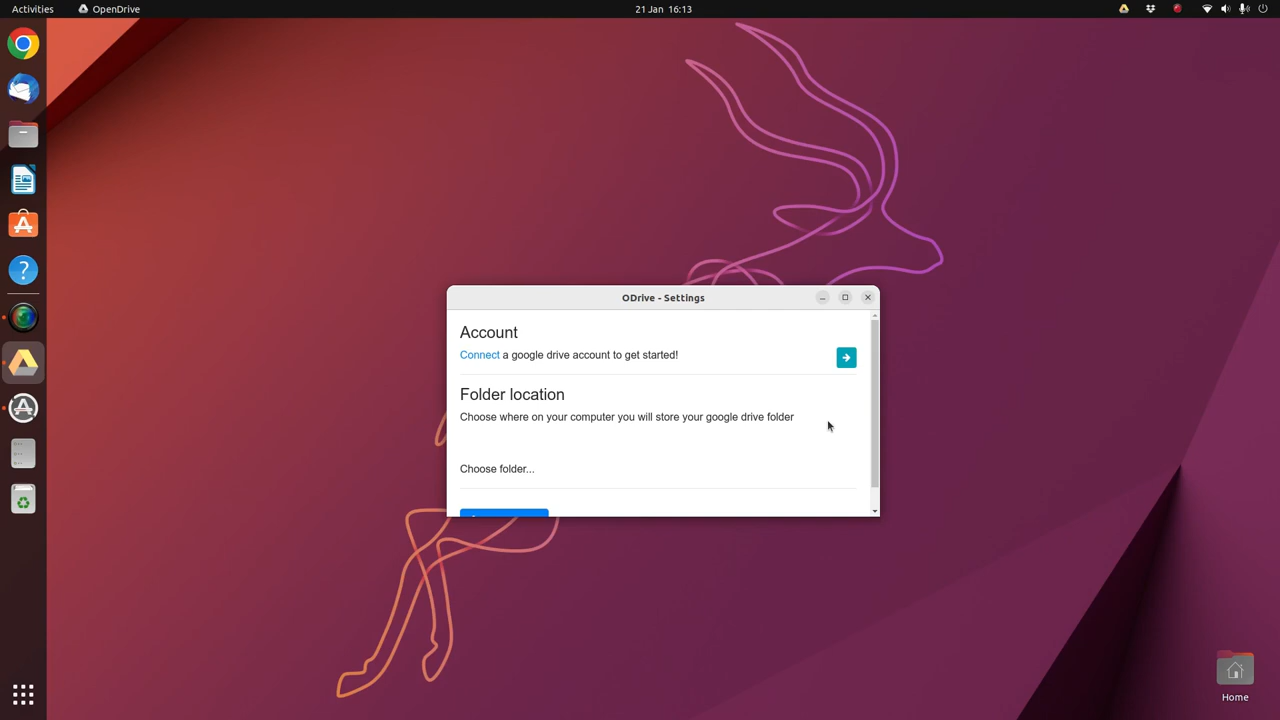 Activities
OpenDrive
21 Jan 16:13
ODrive - Settings
Account
Connect a google drive account to get started!
Folder location
Choose where on your computer you will store your google drive folder
Choose folder...
Home